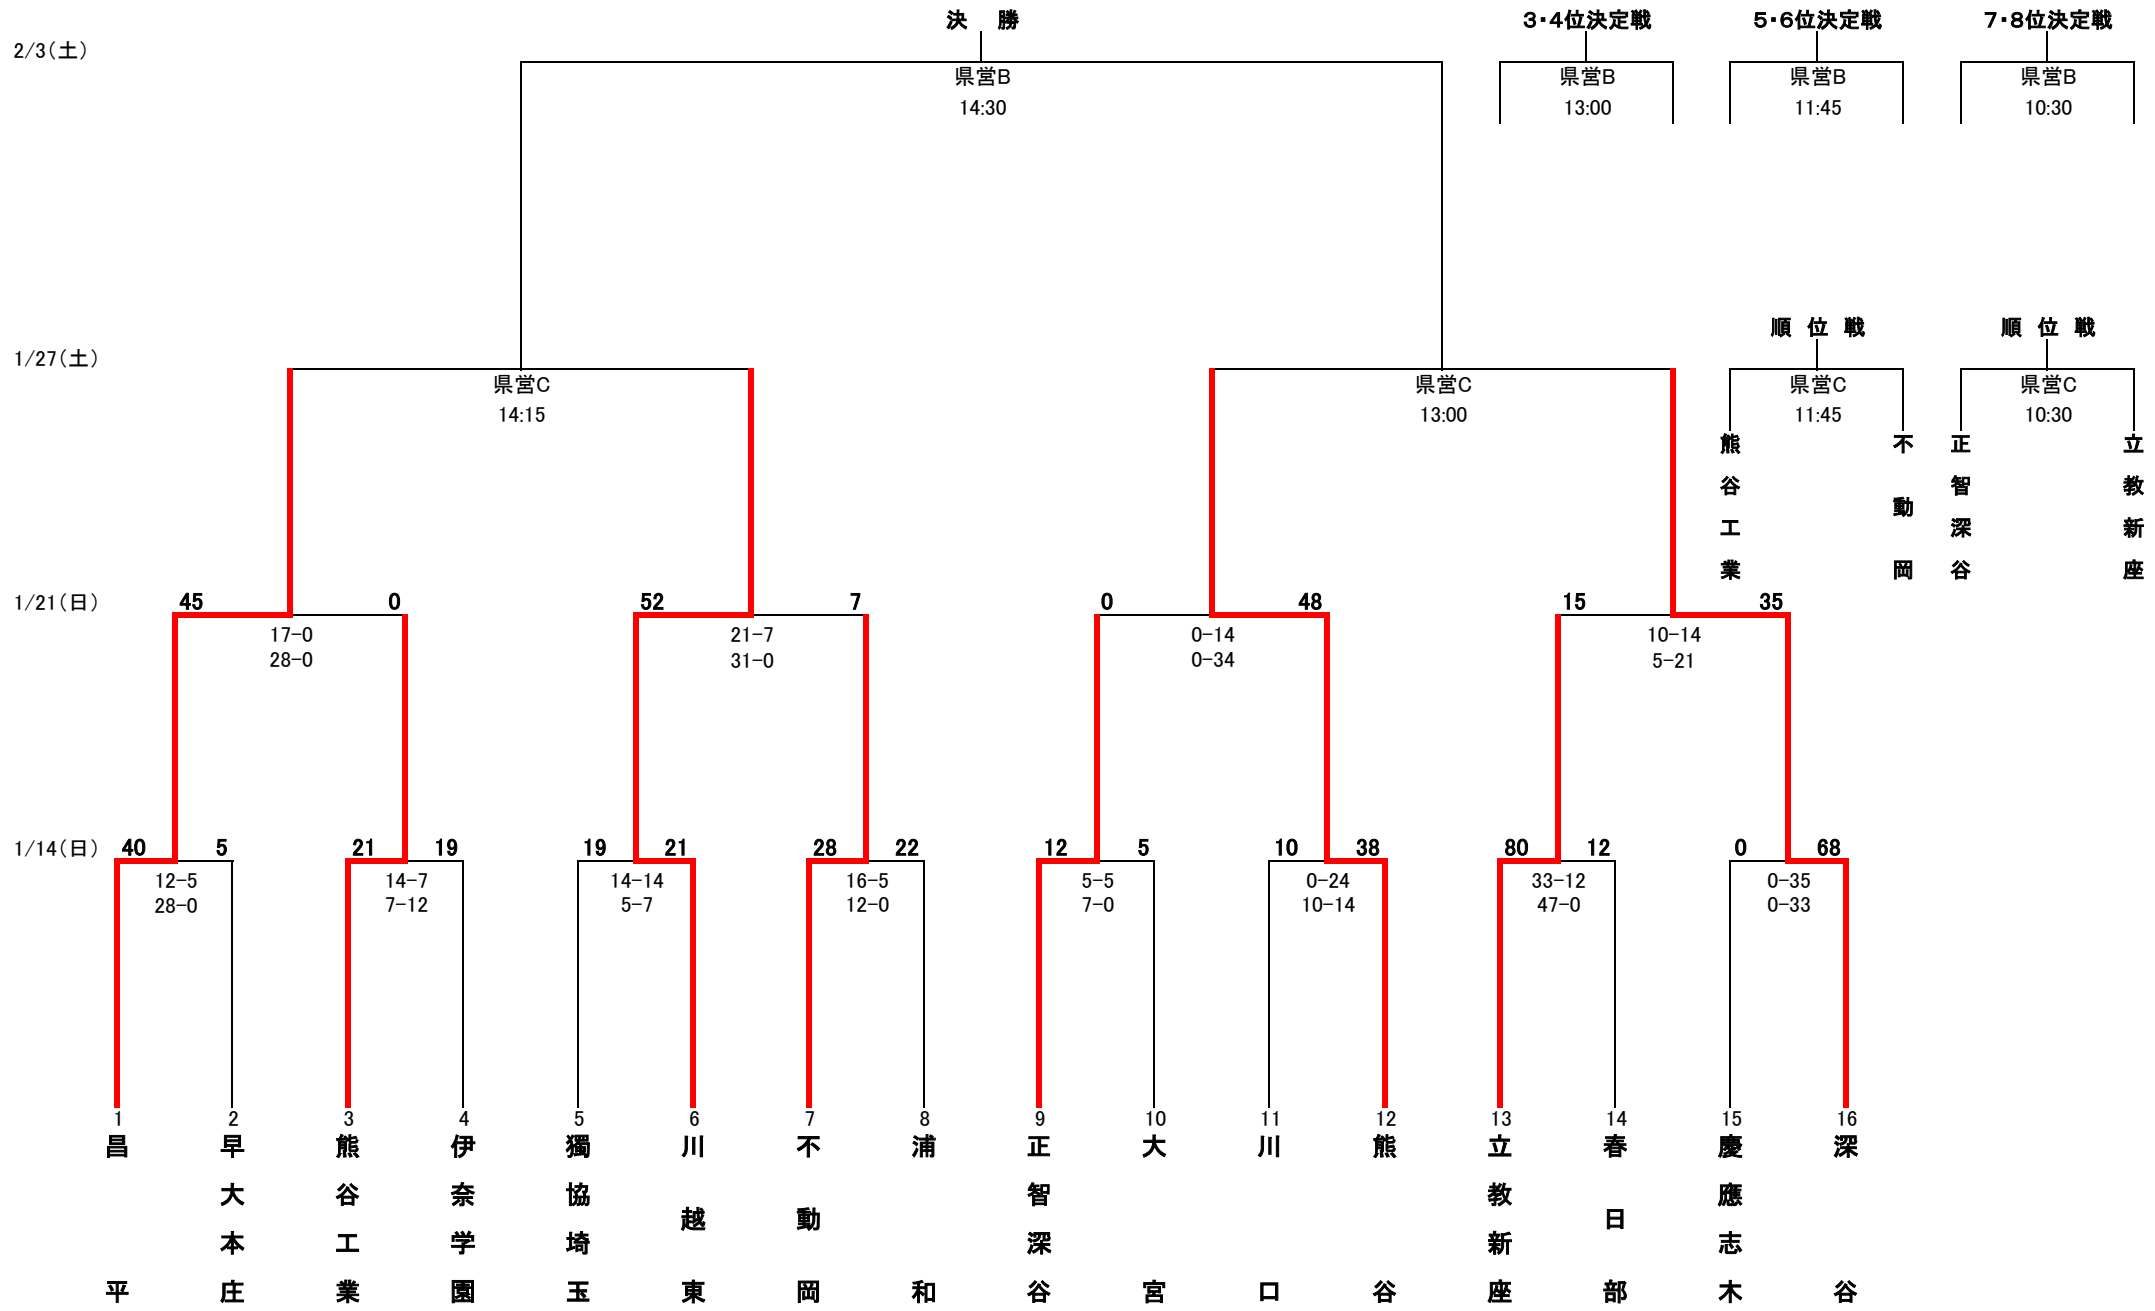 決 勝 3・4位決定戦 5・6位決定戦 7・8位決定戦
2/3(土)
県営B 県営B 県営B 県営B
14:30 13:00 11:45 10:30
順 位 戦 順 位 戦
1/27(土)
県営C 県営C 県営C 県営C
14:15 13:00 11:45 10:30
熊谷工業 不動岡 正智深谷 立教新座
1/21(日) 45 0 52 7 0 48 15 35
17-0 21-7 0-14 10-14
28-0 31-0 0-34 5-21
1/14(日) 40 5 21 19 19 21 28 22 12 5 10 38 80 12 0 68
12-5 14-7 14-14 16-5 5-5 0-24 33-12 0-35
28-0 7-12 5-7 12-0 7-0 10-14 47-0 0-33
1 2 3 4 5 6 7 8 9 10 11 12 13 14 15 16
昌平 早大本庄 熊谷工業 伊奈学園 獨協埼玉 川越東 不動岡 浦和 正智深谷 大宮 川口 熊谷 立教新座 春日部 慶應志木 深谷